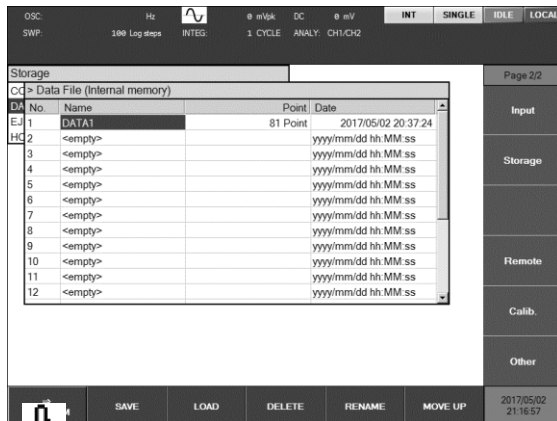 OSC: Hz 0 mVpk DC 0 mV INT SINGLE IDLE LOCAL
SWP: 100 Log steps INTEG: 1 CYCLE ANALY: CH1/CH2
Storage
Page 2/2
> Data File (Internal memory)
No. Name Point Date
1 DATA1 81 Point 2017/05/02 20:37:24
2 <empty> yyyy/mm/dd hh:MM:ss
3 <empty> yyyy/mm/dd hh:MM:ss
4 <empty> yyyy/mm/dd hh:MM:ss
5 <empty> yyyy/mm/dd hh:MM:ss
6 <empty> yyyy/mm/dd hh:MM:ss
7 <empty> yyyy/mm/dd hh:MM:ss
8 <empty> yyyy/mm/dd hh:MM:ss
9 <empty> yyyy/mm/dd hh:MM:ss
10 <empty> yyyy/mm/dd hh:MM:ss
11 <empty> yyyy/mm/dd hh:MM:ss
12 <empty> yyyy/mm/dd hh:MM:ss
Input
Storage
Remote
Calib.
Other
SAVE LOAD DELETE RENAME MOVE UP
2017/05/02
21:16:57